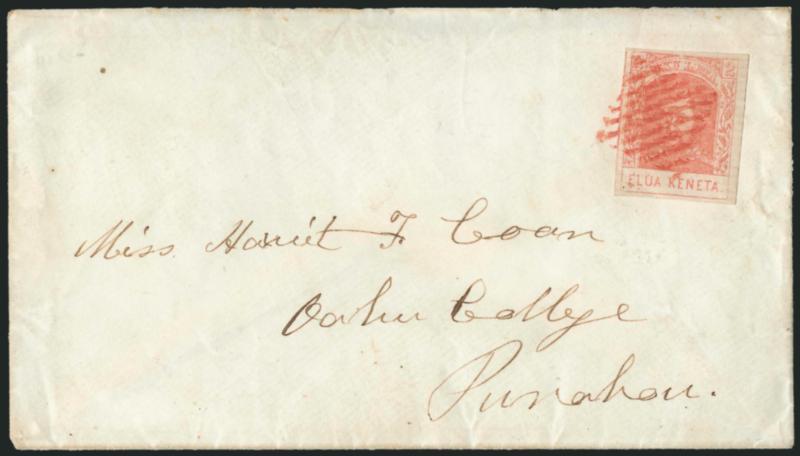 ELUA KENETA
Miss Harriet F Coan
Oahu College
Punahou.